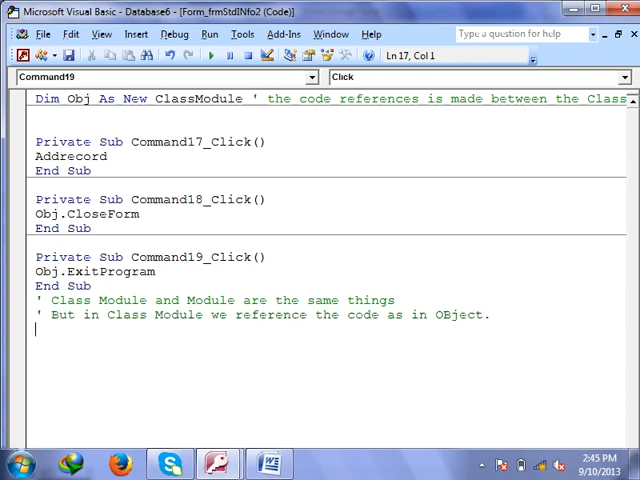 Microsoft Visual Basic - Database6 - [Form_frmStdINfo2 (Code)]
File Edit View Insert Debug Run Tools Add-Ins Window Help
Type a question for help
Ln 17, Col 1
Command19
Click
Dim Obj As New ClassModule ' the code references is made between the Class
Private Sub Command17_Click()
Addrecord
End Sub
Private Sub Command18_Click()
Obj.CloseForm
End Sub
Private Sub Command19_Click()
Obj.ExitProgram
End Sub
' Class Module and Module are the same things
' But in Class Module we reference the code as in OBject.
2:45 PM
9/10/2013